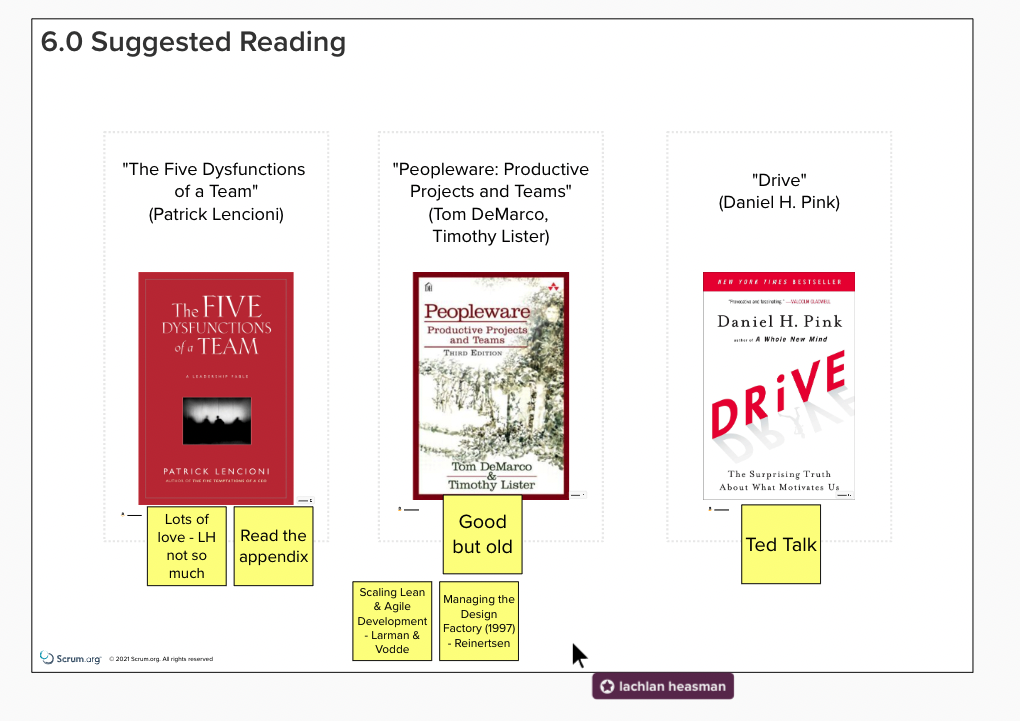 6.0 Suggested Reading
"The Five Dysfunctions
of a Team"
(Patrick Lencioni)
The FIVE
DYSFUNCTIONS
of a TEAM
A LEADERSHIP FABLE
PATRICK LENCIONI
AUTHOR OF THE FIVE TEMPTATIONS OF A CEO
Lots of
love - LH
not so
much
Read the
appendix
"Peopleware: Productive
Projects and Teams"
(Tom DeMarco,
Timothy Lister)
Peopleware
Productive Projects
and Teams
THIRD EDITION
Tom DeMarco
&
Timothy Lister
Good
but old
Scaling Lean
& Agile
Development
- Larman &
Vodde
Managing the
Design
Factory (1997)
- Reinertsen
"Drive"
(Daniel H. Pink)
NEW YORK TIMES BESTSELLER
"Provocative and fascinating." —MALCOLM GLADWELL
Daniel H. Pink
author of A Whole New Mind
DRiVE
The Surprising Truth
About What Motivates Us
Ted Talk
Scrum.org
© 2021 Scrum.org. All rights reserved
lachlan heasman